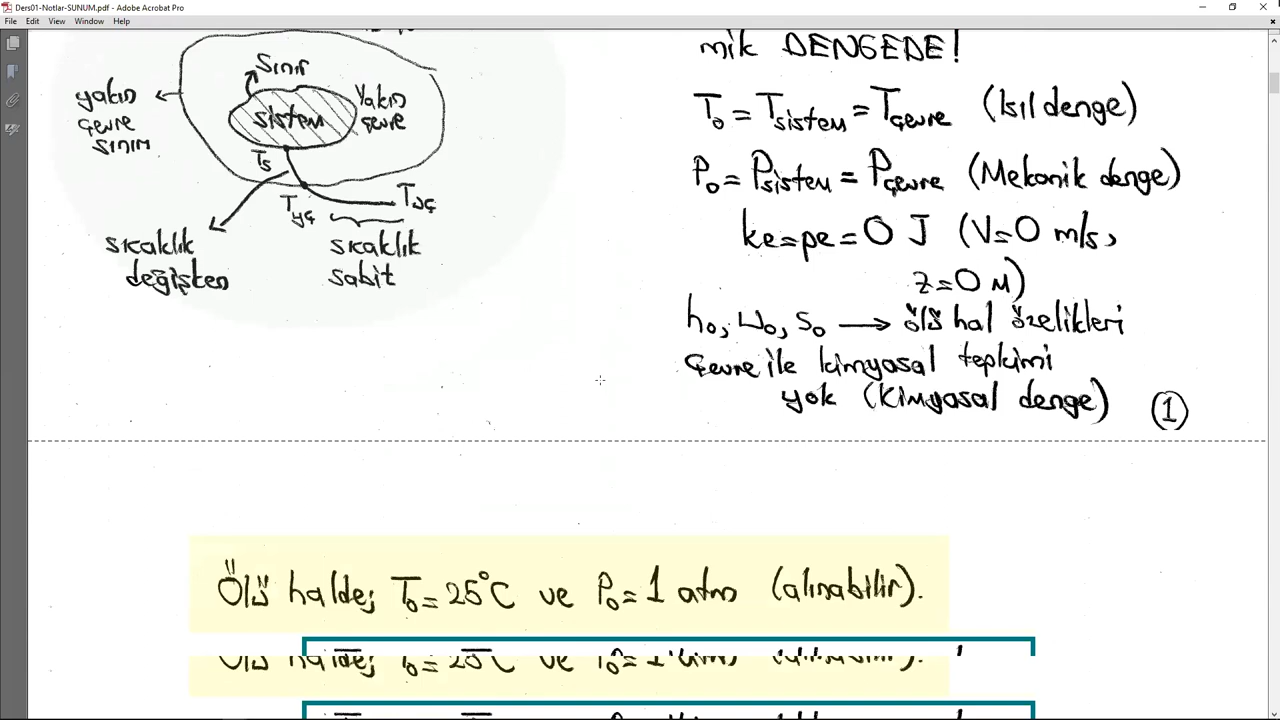 Ders01-Notlar-SUNUM.pdf - Adobe Acrobat Pro
File Edit View Window Help
Sınır
sistem
Yakın
çevre
yakın
çevre
sınırı
Ts
Tyç
Tuç
sıcaklık
değişken
sıcaklık
sabit
mik DENGEDE!
T₀ = Tsistem = Tçevre (Isıl denge)
P₀ = Psistem = Pçevre (Mekanik denge)
ke=pe=0 J (V=0 m/s,
z=0 m)
h₀, u₀, s₀ → ölü hal özelikleri
Çevre ile kimyasal tepkimi
yok (Kimyasal denge) ①
Ölü halde; T₀=25°C ve P₀=1 atm (alınabilir).